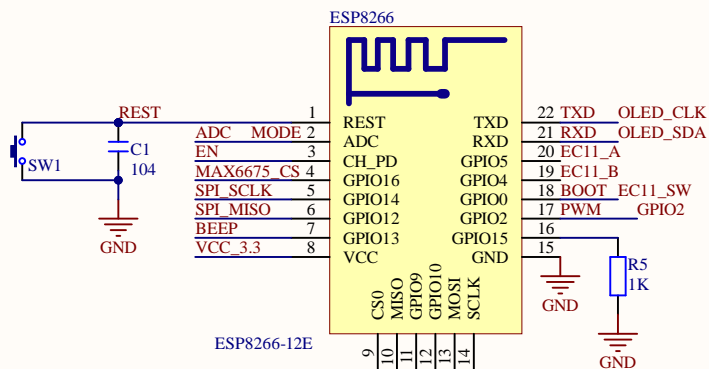 ESP8266
REST 1 REST TXD 22 TXD OLED_CLK
ADC MODE 2 ADC RXD 21 RXD OLED_SDA
EN 3 CH_PD GPIO5 20 EC11_A
MAX6675_CS 4 GPIO16 GPIO4 19 EC11_B
SPI_SCLK 5 GPIO14 GPIO0 18 BOOT EC11_SW
SPI_MISO 6 GPIO12 GPIO2 17 PWM GPIO2
BEEP 7 GPIO13 GPIO15 16
VCC_3.3 8 VCC GND 15
SW1
C1
104
GND
GND
R5
1K
GND
CS0 MISO GPIO9 GPIO10 MOSI SCLK
9 10 11 12 13 14
ESP8266-12E